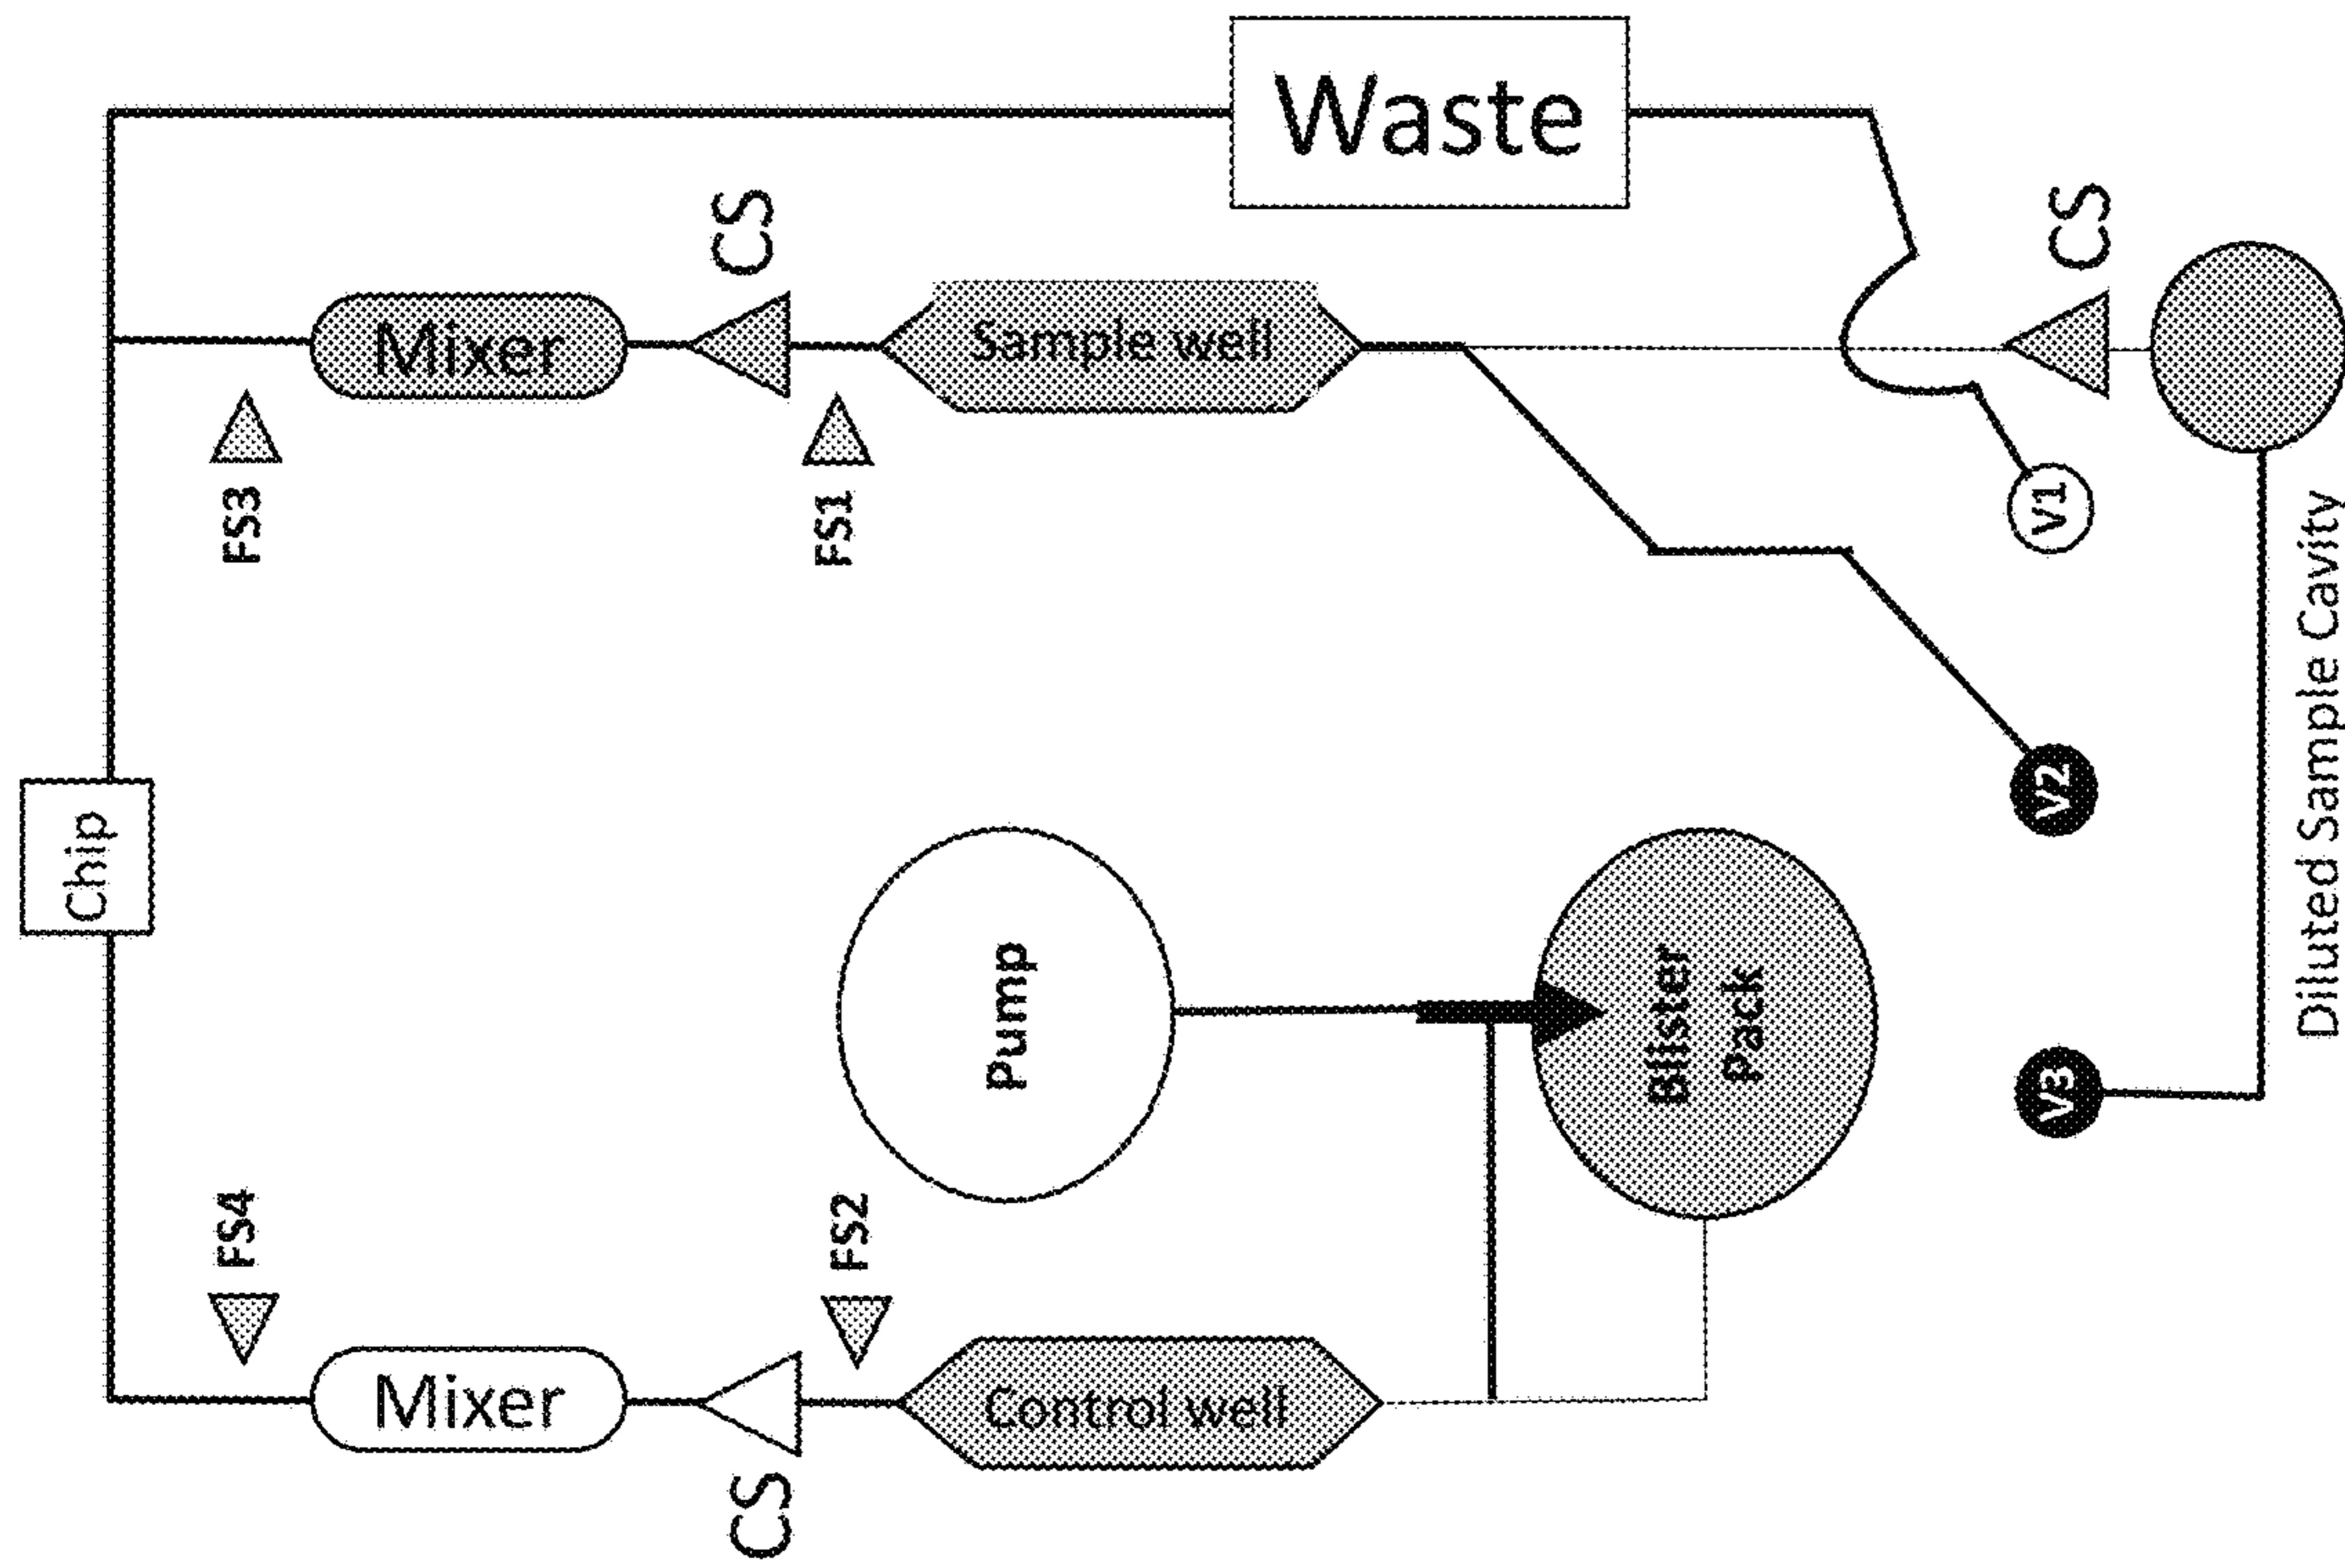 Waste
CS
CS
Mixer
Sample well
FS3
FS1
V1
Chip
V2
Diluted Sample Cavity
Pump
Blister
Pack
V3
FS4
FS2
Mixer
Control well
CS